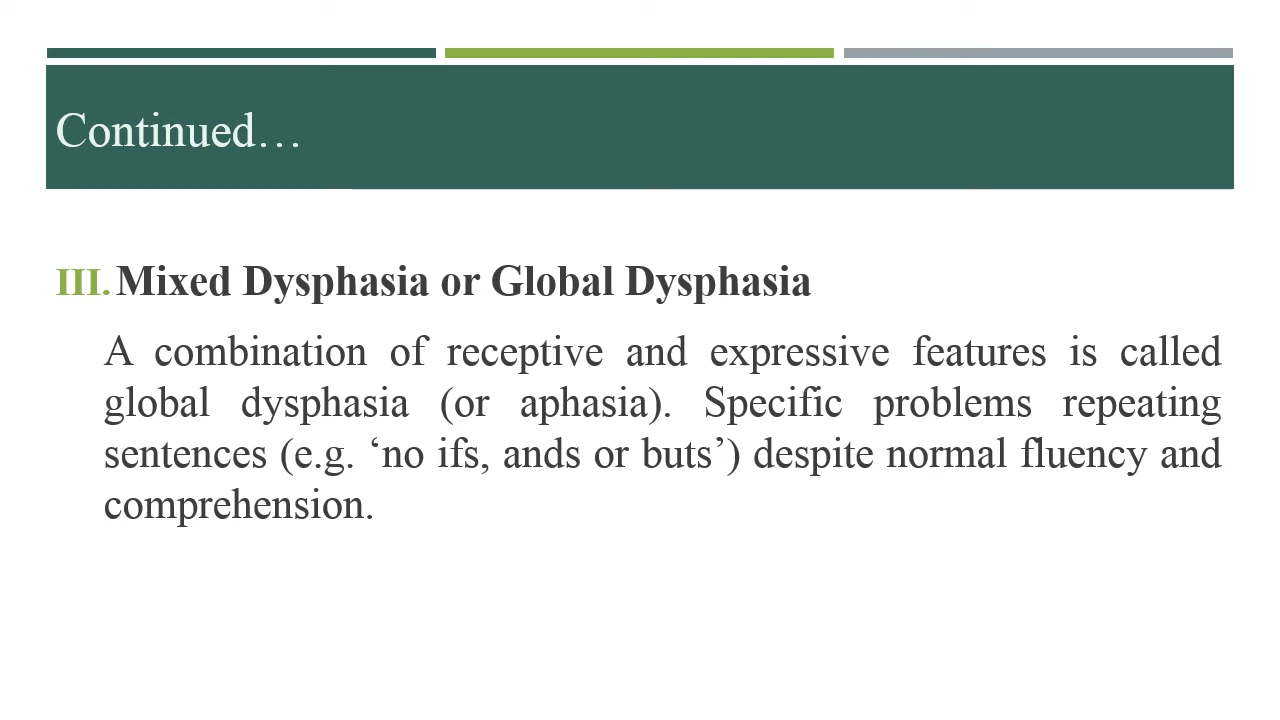 Continued…
III. Mixed Dysphasia or Global Dysphasia
A combination of receptive and expressive features is called
global dysphasia (or aphasia). Specific problems repeating
sentences (e.g. ‘no ifs, ands or buts’) despite normal fluency and
comprehension.